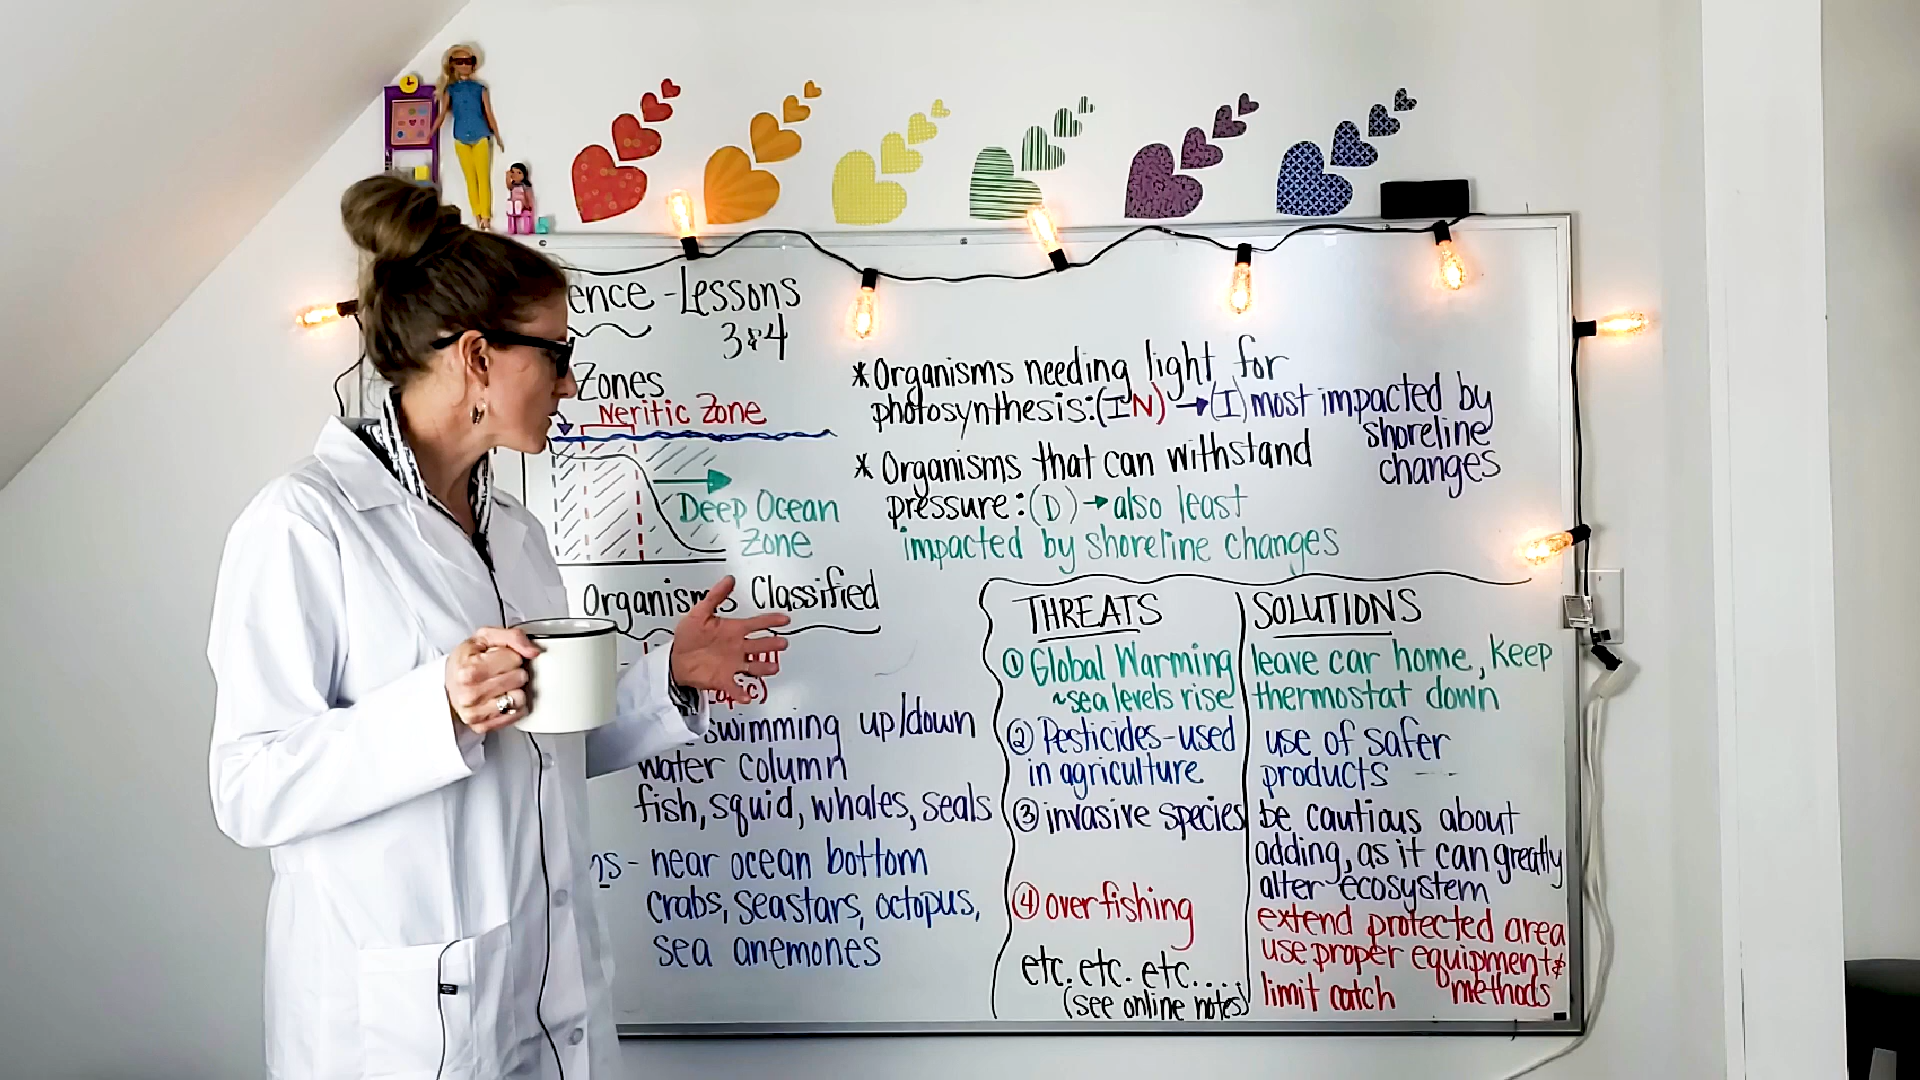 ence - Lessons
3&4
Zones
Neritic Zone
Deep Ocean
Zone
* Organisms needing light for
photosynthesis: (IN) → (I) most impacted by
shoreline
changes
* Organisms that can withstand
pressure: (D) → also least
impacted by shoreline changes
Organisms Classified
swimming up/down
water column
fish, squid, whales, seals
ns - near ocean bottom
crabs, seastars, octopus,
sea anemones
THREATS
① Global Warming
~sea levels rise
② Pesticides - used
in agriculture
③ invasive species
④ overfishing
etc. etc. etc....
(see online notes)
SOLUTIONS
leave car home, keep
thermostat down
use of safer
products
be cautious about
adding, as it can greatly
alter ecosystem
extend protected area
use proper equipment &
methods
limit catch